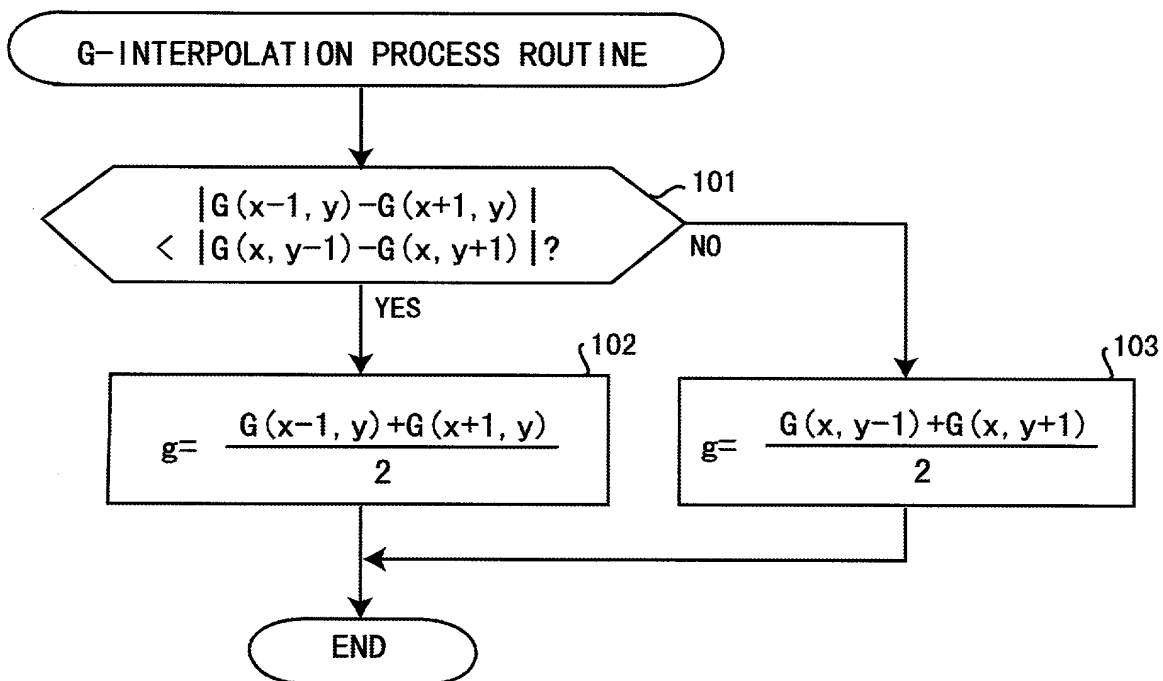 G-INTERPOLATION PROCESS ROUTINE
101
|G(x-1, y)-G(x+1, y)|
< |G(x, y-1)-G(x, y+1)|?
NO
YES
102
g= G(x-1, y)+G(x+1, y)
2
103
g= G(x, y-1)+G(x, y+1)
2
END